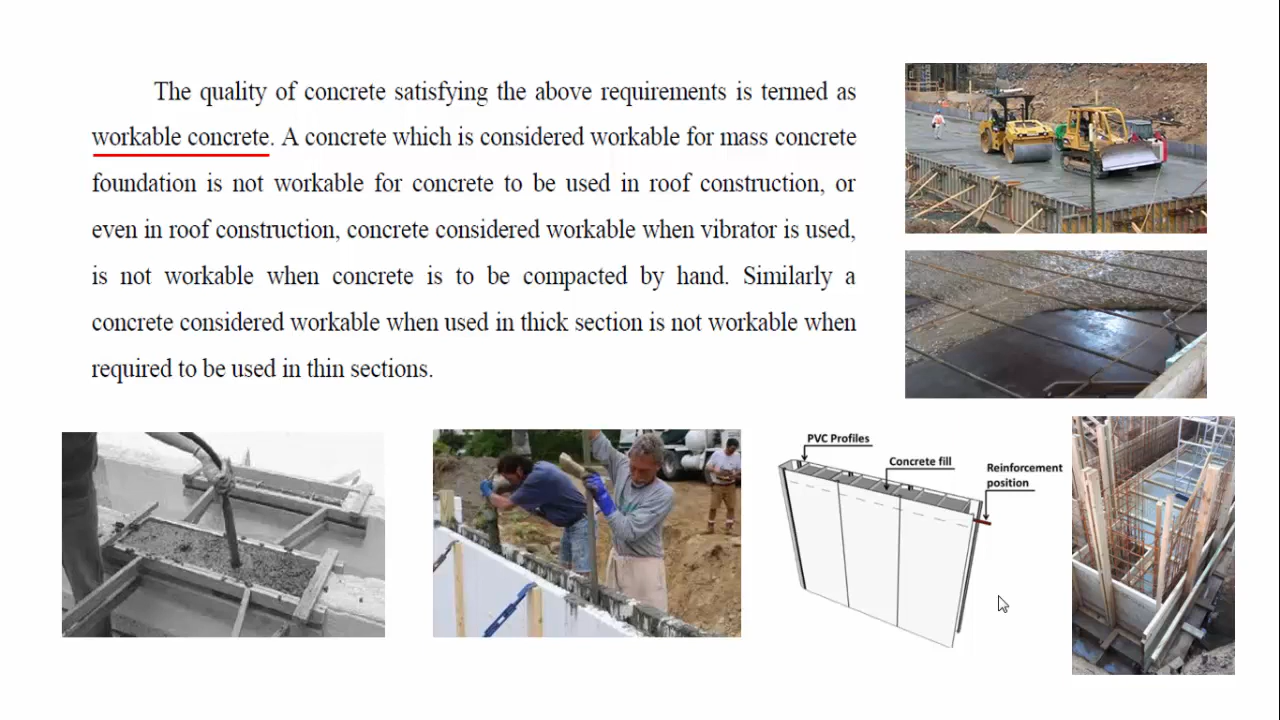 The quality of concrete satisfying the above requirements is termed as
workable concrete. A concrete which is considered workable for mass concrete
foundation is not workable for concrete to be used in roof construction, or
even in roof construction, concrete considered workable when vibrator is used,
is not workable when concrete is to be compacted by hand. Similarly a
concrete considered workable when used in thick section is not workable when
required to be used in thin sections.
PVC Profiles
Concrete fill
Reinforcement
position